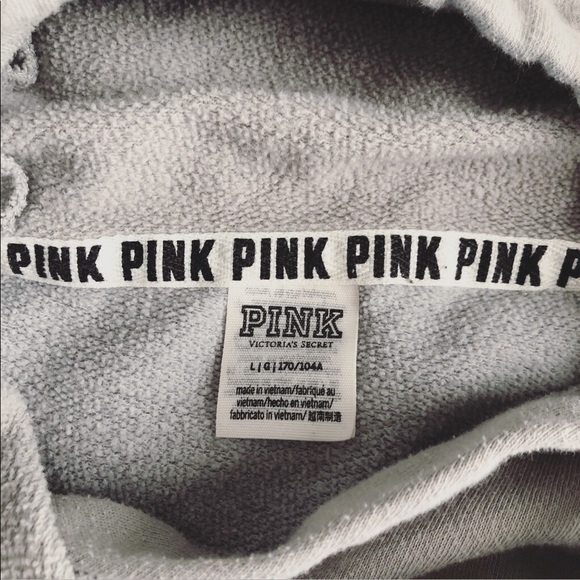 PINK PINK PINK PINK PINK P
PINK
VICTORIA'S SECRET
L | G | 170/104A
made in vietnam/fabriqué au
vietnam/hecho en vietnam/
fabbricato in vietnam/ 越南制造